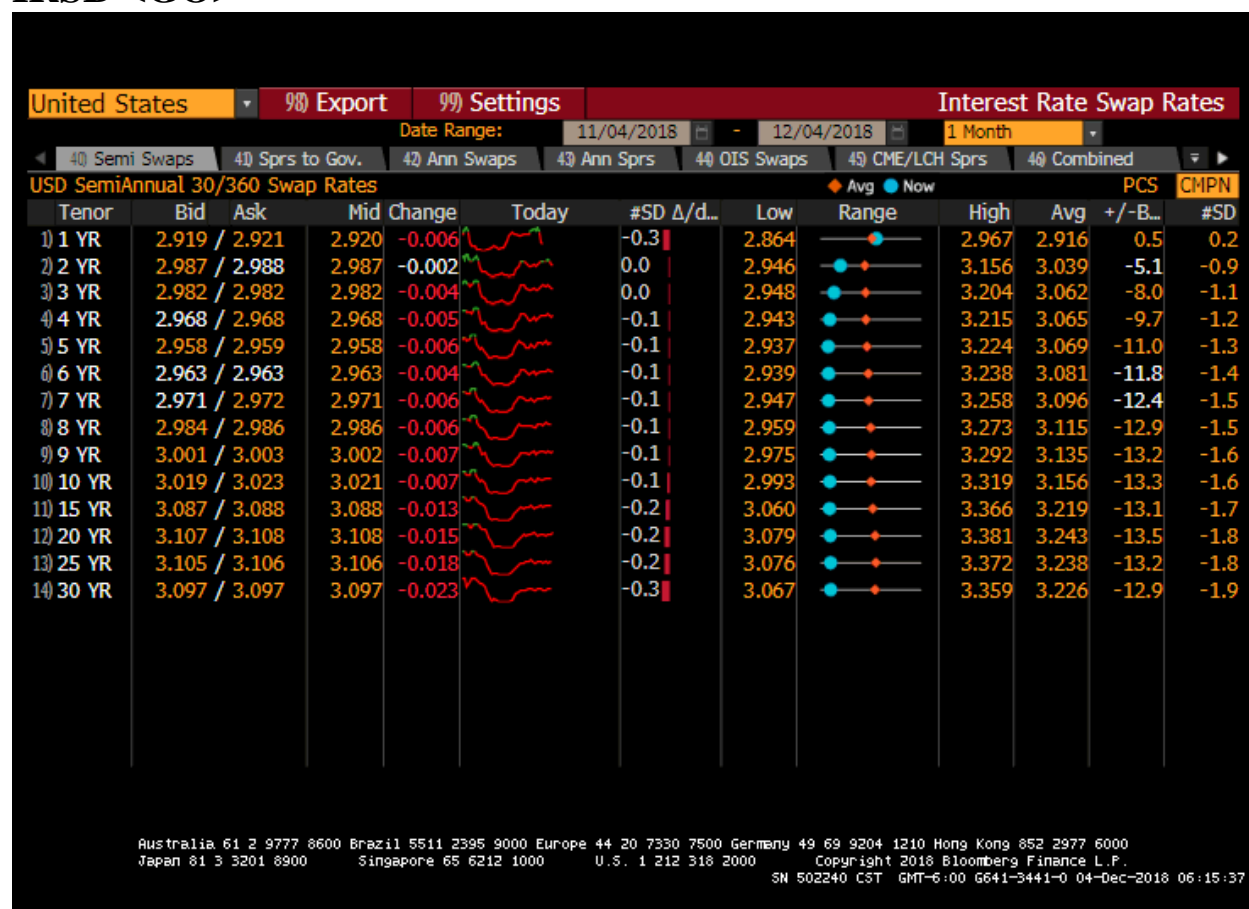 United States 98) Export 99) Settings Interest Rate Swap Rates
Date Range: 11/04/2018 - 12/04/2018 1 Month
40) Semi Swaps 41) Sprs to Gov. 42) Ann Swaps 43) Ann Sprs 44) OIS Swaps 45) CME/LCH Sprs 46) Combined
USD SemiAnnual 30/360 Swap Rates Avg Now PCS CMPN
Tenor Bid Ask Mid Change Today #SD Δ/d... Low Range High Avg +/-B... #SD
1) 1 YR 2.919 / 2.921 2.920 -0.006 -0.3 2.864 2.967 2.916 0.5 0.2
2) 2 YR 2.987 / 2.988 2.987 -0.002 0.0 2.946 3.156 3.039 -5.1 -0.9
3) 3 YR 2.982 / 2.982 2.982 -0.004 0.0 2.948 3.204 3.062 -8.0 -1.1
4) 4 YR 2.968 / 2.968 2.968 -0.005 -0.1 2.943 3.215 3.065 -9.7 -1.2
5) 5 YR 2.958 / 2.959 2.958 -0.006 -0.1 2.937 3.224 3.069 -11.0 -1.3
6) 6 YR 2.963 / 2.963 2.963 -0.004 -0.1 2.939 3.238 3.081 -11.8 -1.4
7) 7 YR 2.971 / 2.972 2.971 -0.006 -0.1 2.947 3.258 3.096 -12.4 -1.5
8) 8 YR 2.984 / 2.986 2.986 -0.006 -0.1 2.959 3.273 3.115 -12.9 -1.5
9) 9 YR 3.001 / 3.003 3.002 -0.007 -0.1 2.975 3.292 3.135 -13.2 -1.6
10) 10 YR 3.019 / 3.023 3.021 -0.007 -0.1 2.993 3.319 3.156 -13.3 -1.6
11) 15 YR 3.087 / 3.088 3.088 -0.013 -0.2 3.060 3.366 3.219 -13.1 -1.7
12) 20 YR 3.107 / 3.108 3.108 -0.015 -0.2 3.079 3.381 3.243 -13.5 -1.8
13) 25 YR 3.105 / 3.106 3.106 -0.018 -0.2 3.076 3.372 3.238 -13.2 -1.8
14) 30 YR 3.097 / 3.097 3.097 -0.023 -0.3 3.067 3.359 3.226 -12.9 -1.9
Australia 61 2 9777 8600 Brazil 5511 2395 9000 Europe 44 20 7330 7500 Germany 49 69 9204 1210 Hong Kong 852 2977 6000
Japan 81 3 3201 8900 Singapore 65 6212 1000 U.S. 1 212 318 2000 Copyright 2018 Bloomberg Finance L.P.
SN 502240 CST GMT-6:00 G641-3441-0 04-Dec-2018 06:15:37